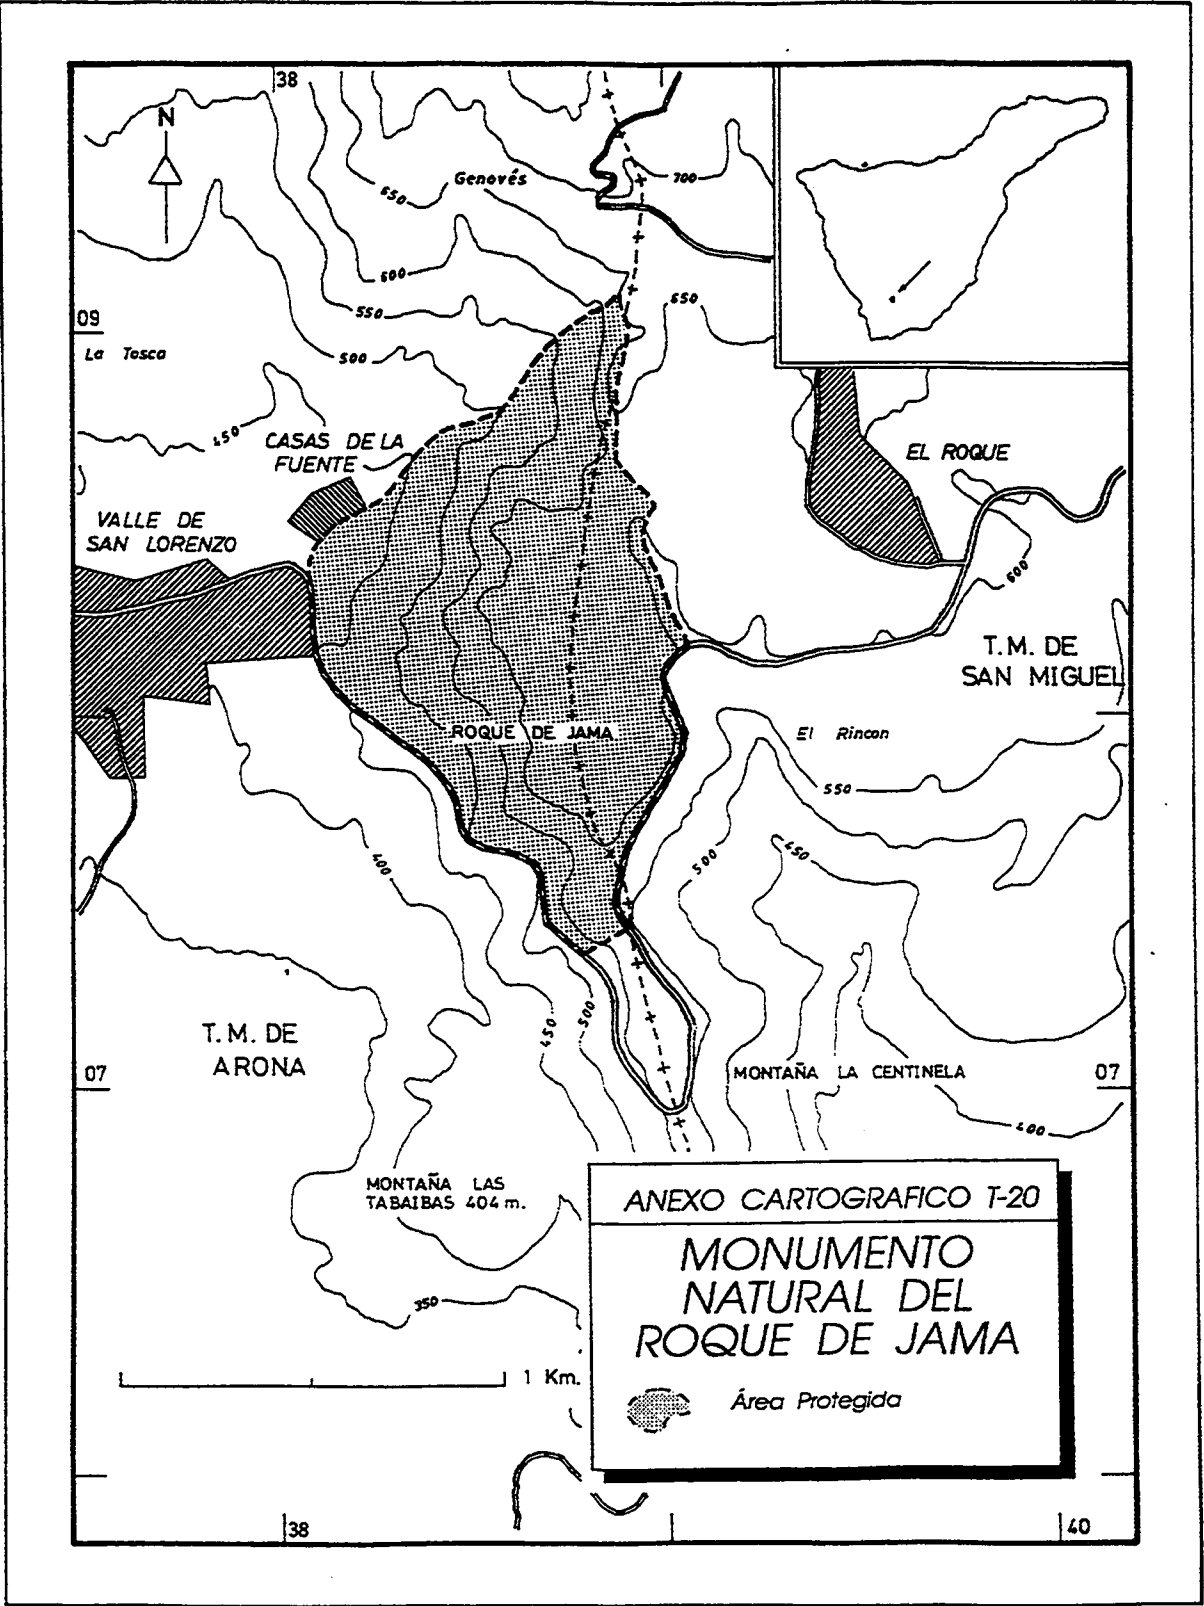 38
N
Genovés
650
700
600
550
650
09
La Tosca
500
450
CASAS DE LA
FUENTE
EL ROQUE
VALLE DE
SAN LORENZO
600
T.M. DE
SAN MIGUEL
ROQUE DE JAMA
El Rincon
550
400
500
450
T.M. DE
ARONA
450
500
07
MONTAÑA LA CENTINELA
07
400
MONTAÑA LAS
TABAIBAS 404 m.
350
1 Km.
ANEXO CARTOGRAFICO T-20
MONUMENTO
NATURAL DEL
ROQUE DE JAMA
Área Protegida
38
40